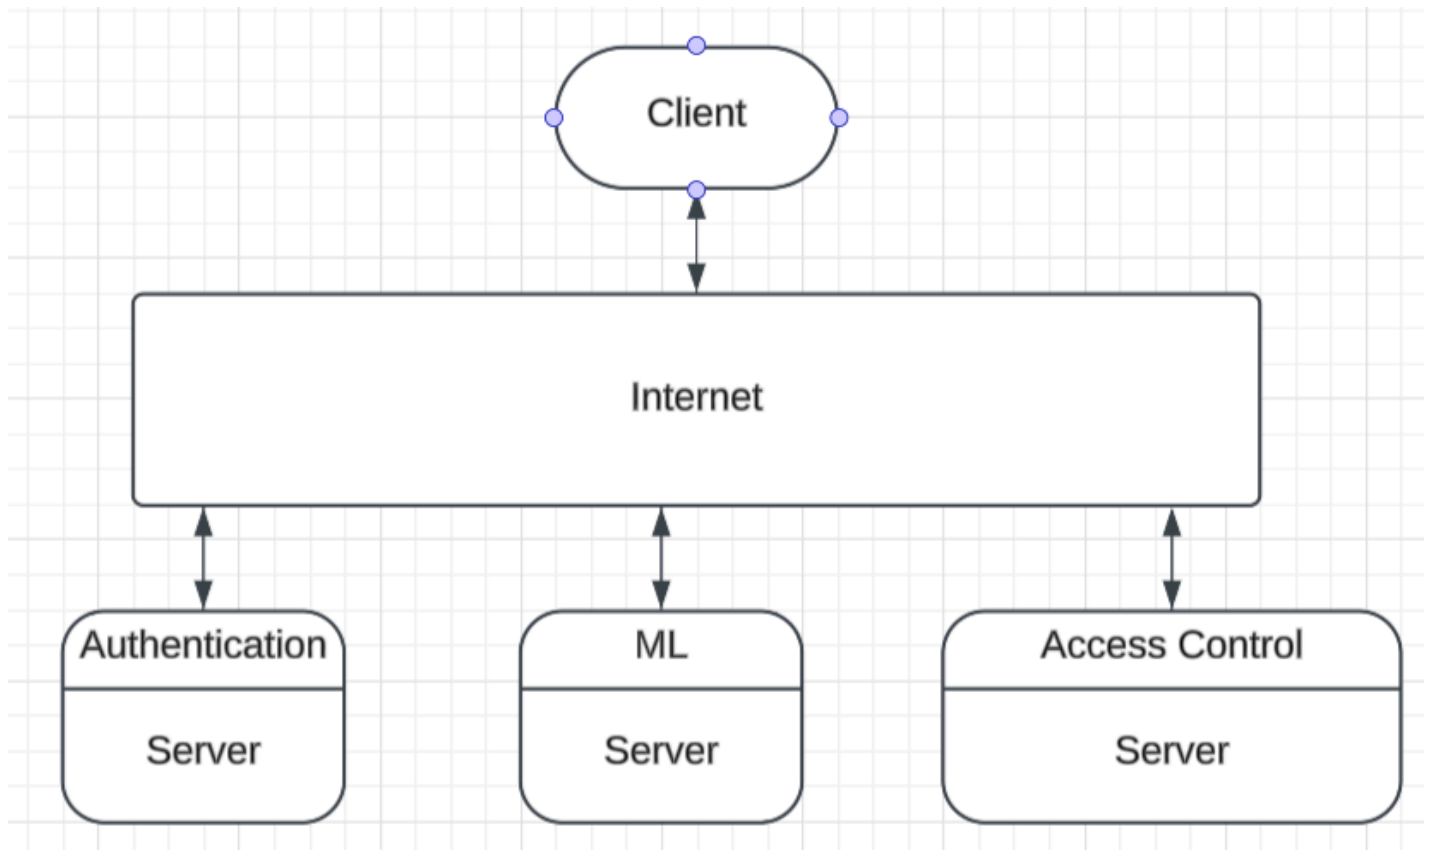 Client
Internet
Authentication
Server
ML
Server
Access Control
Server